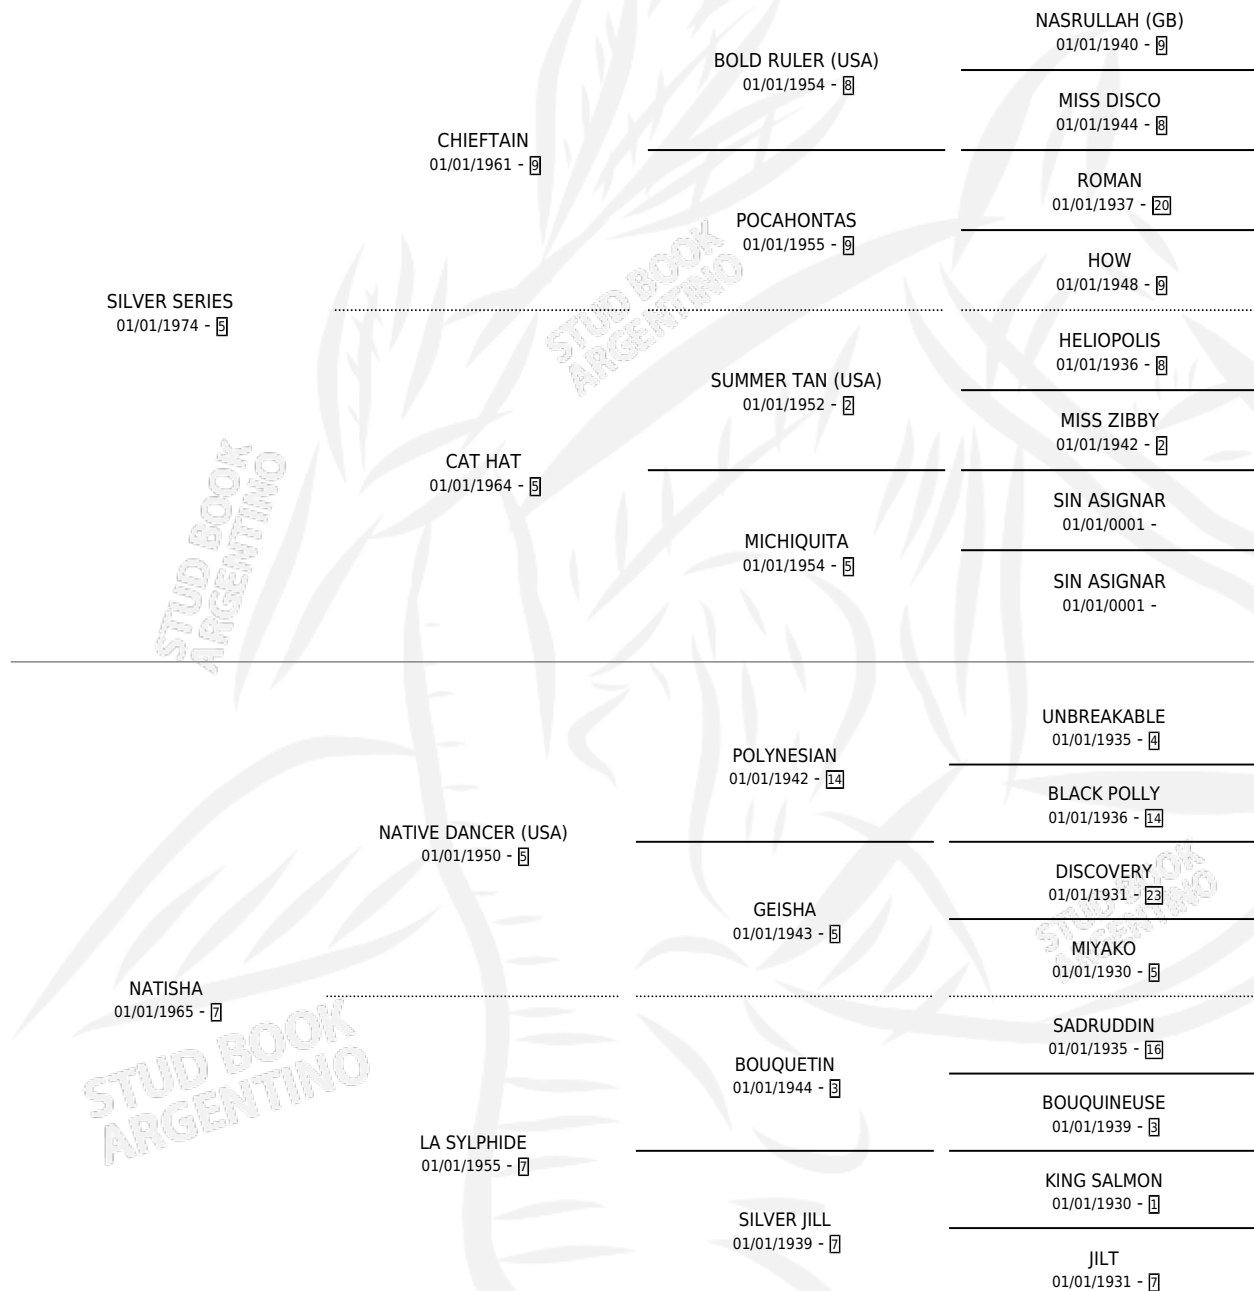 NASRULLAH (GB)
01/01/1940 - 9
BOLD RULER (USA)
01/01/1954 - 8
MISS DISCO
01/01/1944 - 8
CHIEFTAIN
01/01/1961 - 9
ROMAN
01/01/1937 - 20
POCAHONTAS
01/01/1955 - 9
HOW
01/01/1948 - 9
SILVER SERIES
01/01/1974 - 5
HELIOPOLIS
01/01/1936 - 8
SUMMER TAN (USA)
01/01/1952 - 2
MISS ZIBBY
01/01/1942 - 2
CAT HAT
01/01/1964 - 5
SIN ASIGNAR
01/01/0001 -
MICHIQUITA
01/01/1954 - 5
SIN ASIGNAR
01/01/0001 -
UNBREAKABLE
01/01/1935 - 4
POLYNESIAN
01/01/1942 - 14
BLACK POLLY
01/01/1936 - 14
NATIVE DANCER (USA)
01/01/1950 - 5
DISCOVERY
01/01/1931 - 23
GEISHA
01/01/1943 - 5
MIYAKO
01/01/1930 - 5
NATISHA
01/01/1965 - 7
SADRUDDIN
01/01/1935 - 16
BOUQUETIN
01/01/1944 - 3
BOUQUINEUSE
01/01/1939 - 3
LA SYLPHIDE
01/01/1955 - 7
KING SALMON
01/01/1930 - 1
SILVER JILL
01/01/1939 - 7
JILT
01/01/1931 - 7
STUD BOOK
ARGENTINO
STUD BOOK
ARGENTINO
STUD BOOK
ARGENTINO
STUD BOOK
ARGENTINO